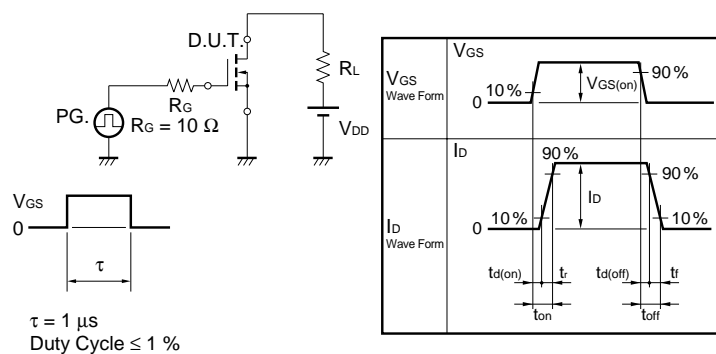 D.U.T.
RL
RG
PG.
RG = 10 Ω
VDD
VGS
0
τ
τ = 1 μs
Duty Cycle ≤ 1 %
VGS
Wave Form
VGS
10 %
0
VGS(on)
90 %
ID
Wave Form
ID
90 %
90 %
ID
10 %
10 %
0
td(on)
tr
td(off)
tf
ton
toff